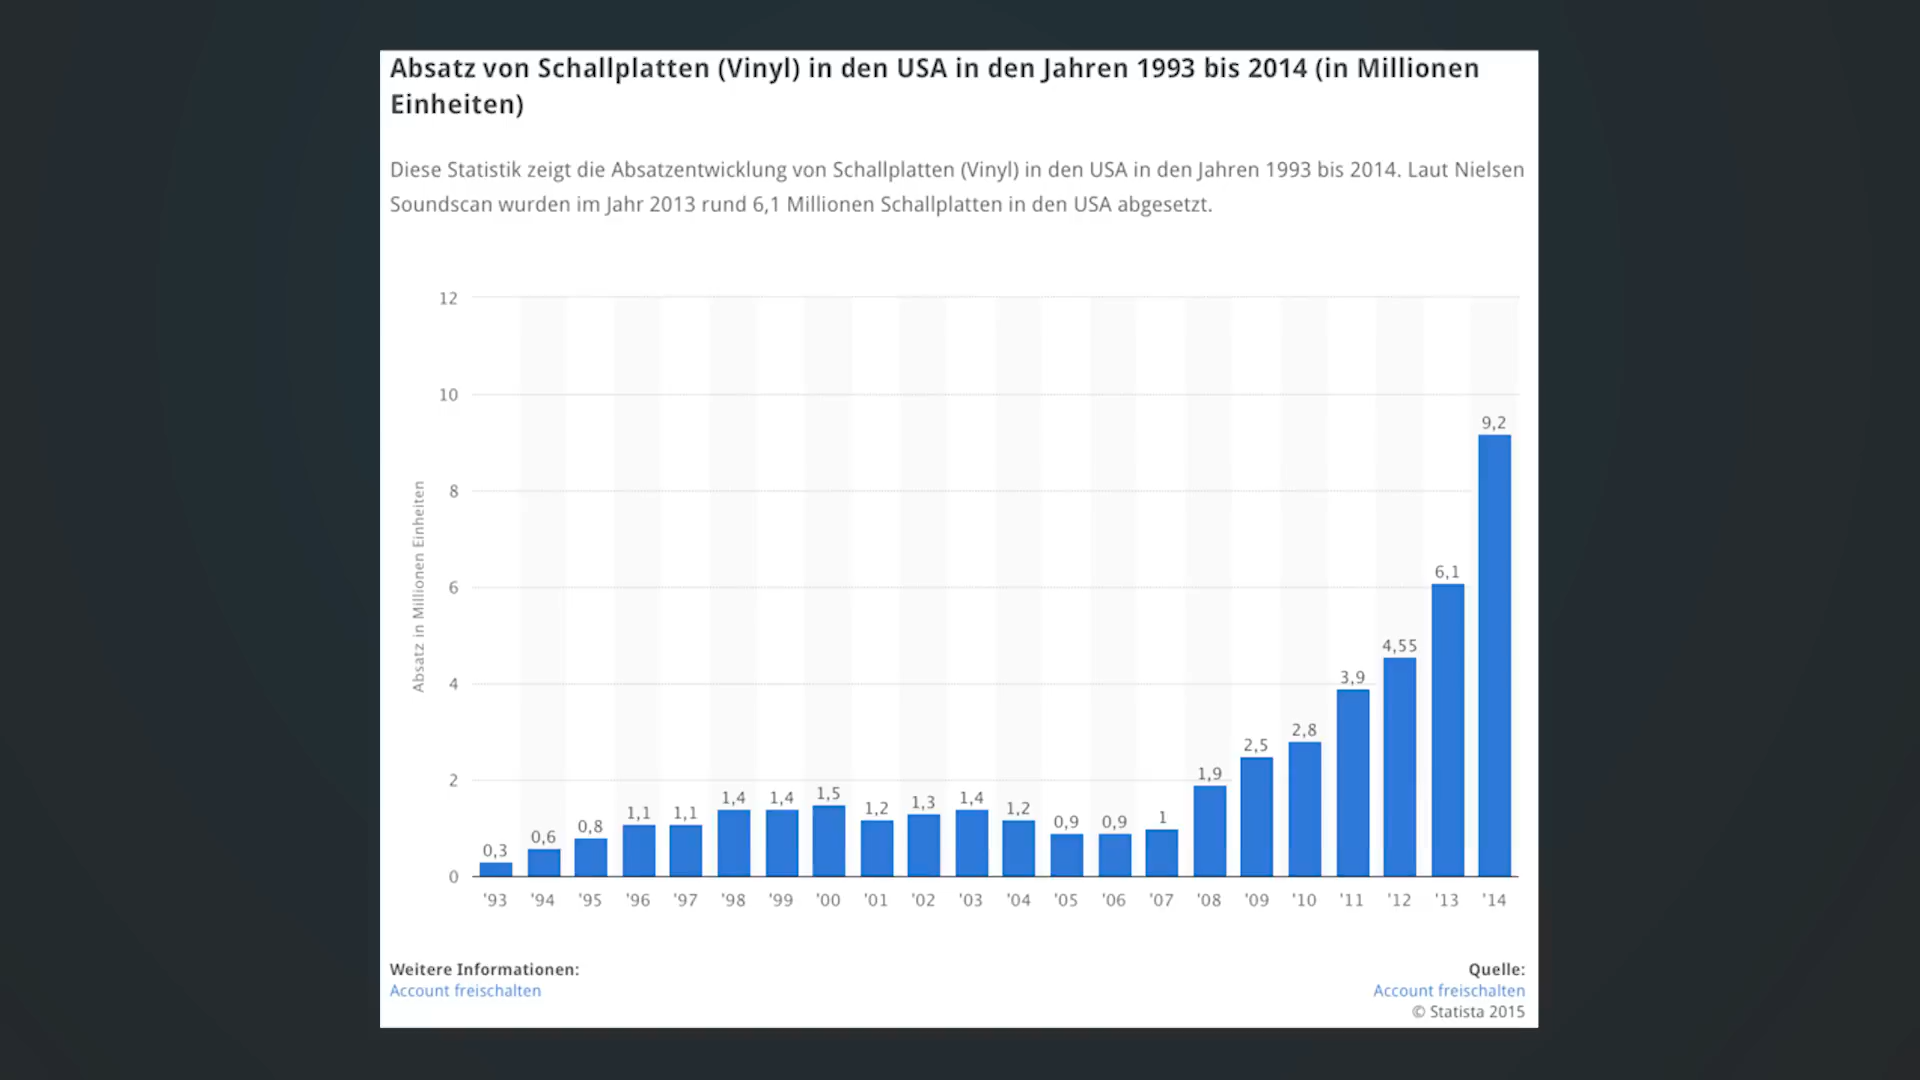 Absatz von Schallplatten (Vinyl) in den USA in den Jahren 1993 bis 2014 (in Millionen
Einheiten)
Diese Statistik zeigt die Absatzentwicklung von Schallplatten (Vinyl) in den USA in den Jahren 1993 bis 2014. Laut Nielsen
Soundscan wurden im Jahr 2013 rund 6,1 Millionen Schallplatten in den USA abgesetzt.
Absatz in Millionen Einheiten
12
10
8
6
4
2
0
0,3
0,6
0,8
1,1
1,1
1,4
1,4
1,5
1,2
1,3
1,4
1,2
0,9
0,9
1
1,9
2,5
2,8
3,9
4,55
6,1
9,2
'93 '94 '95 '96 '97 '98 '99 '00 '01 '02 '03 '04 '05 '06 '07 '08 '09 '10 '11 '12 '13 '14
Weitere Informationen:
Account freischalten
Quelle:
Account freischalten
© Statista 2015